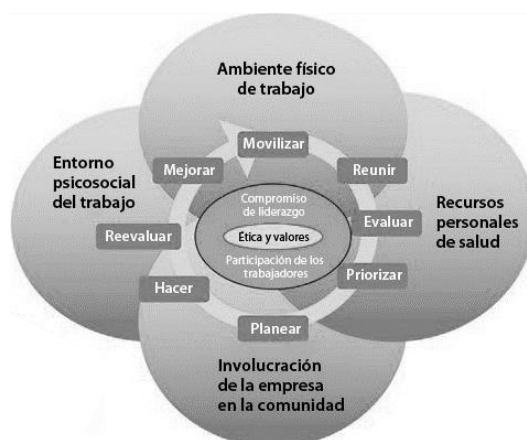 Ambiente físico
de trabajo
Movilizar
Mejorar
Reunir
Entorno
psicosocial
del trabajo
Compromiso
de liderazgo
Evaluar
Recursos
personales
de salud
Reevaluar
Ética y valores
Participación de los
trabajadores
Priorizar
Hacer
Planear
Involucración
de la empresa
en la comunidad